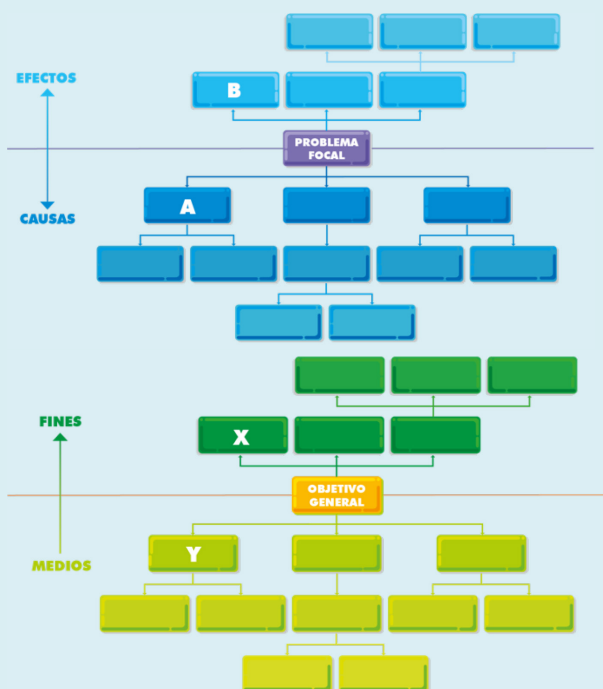 EFECTOS
B
PROBLEMA
FOCAL
A
CAUSAS
FINES
X
OBJETIVO
GENERAL
Y
MEDIOS